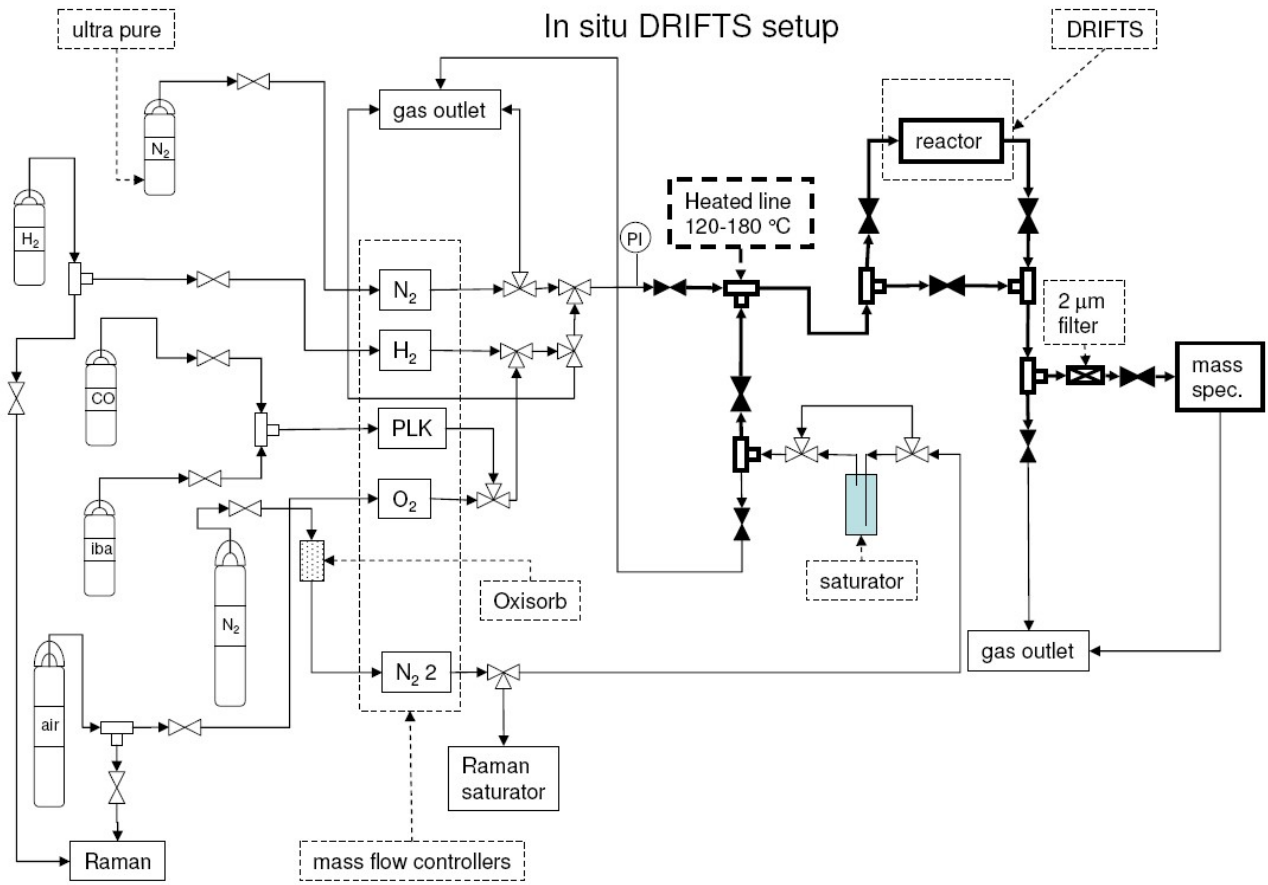 In situ DRIFTS setup
ultra pure
DRIFTS
gas outlet
N2
reactor
H2
Heated line
120-180 °C
PI
N2
2 µm
filter
H2
mass
spec.
CO
PLK
O2
iba
saturator
Oxisorb
N2
gas outlet
N2 2
air
Raman
saturator
Raman
mass flow controllers